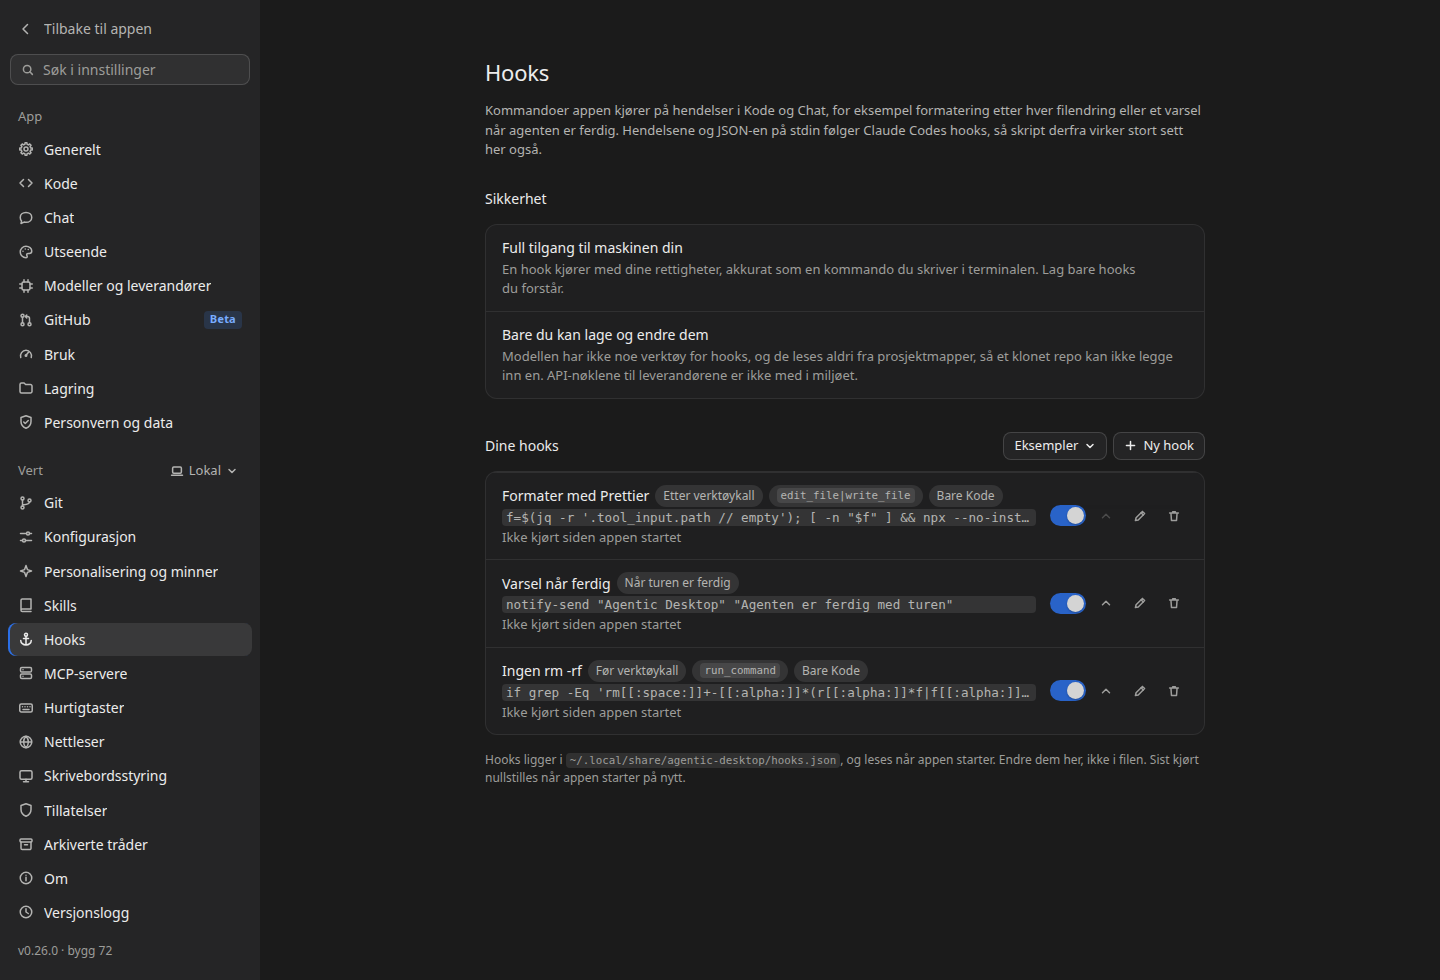 Tilbake til appen
Søk i innstillinger
App
Generelt
Kode
Chat
Utseende
Modeller og leverandører
GitHub
Beta
Bruk
Lagring
Personvern og data
Vert
Lokal
Git
Konfigurasjon
Personalisering og minner
Skills
Hooks
MCP-servere
Hurtigtaster
Nettleser
Skrivebordsstyring
Tillatelser
Arkiverte tråder
Om
Versjonslogg
v0.26.0 · bygg 72
Hooks
Kommandoer appen kjører på hendelser i Kode og Chat, for eksempel formatering etter hver filendring eller et varsel
når agenten er ferdig. Hendelsene og JSON-en på stdin følger Claude Codes hooks, så skript derfra virker stort sett
her også.
Sikkerhet
Full tilgang til maskinen din
En hook kjører med dine rettigheter, akkurat som en kommando du skriver i terminalen. Lag bare hooks
du forstår.
Bare du kan lage og endre dem
Modellen har ikke noe verktøy for hooks, og de leses aldri fra prosjektmapper, så et klonet repo kan ikke legge
inn en. API-nøklene til leverandørene er ikke med i miljøet.
Dine hooks
Eksempler
Ny hook
Formater med Prettier Etter verktøykall edit_file|write_file Bare Kode
f=$(jq -r '.tool_input.path // empty'); [ -n "$f" ] && npx --no-inst…
Ikke kjørt siden appen startet
Varsel når ferdig Når turen er ferdig
notify-send "Agentic Desktop" "Agenten er ferdig med turen"
Ikke kjørt siden appen startet
Ingen rm -rf Før verktøykall run_command Bare Kode
if grep -Eq 'rm[[:space:]]+-[[:alpha:]]*(r[[:alpha:]]*f|f[[:alpha:]]…
Ikke kjørt siden appen startet
Hooks ligger i ~/.local/share/agentic-desktop/hooks.json, og leses når appen starter. Endre dem her, ikke i filen. Sist kjørt
nullstilles når appen starter på nytt.